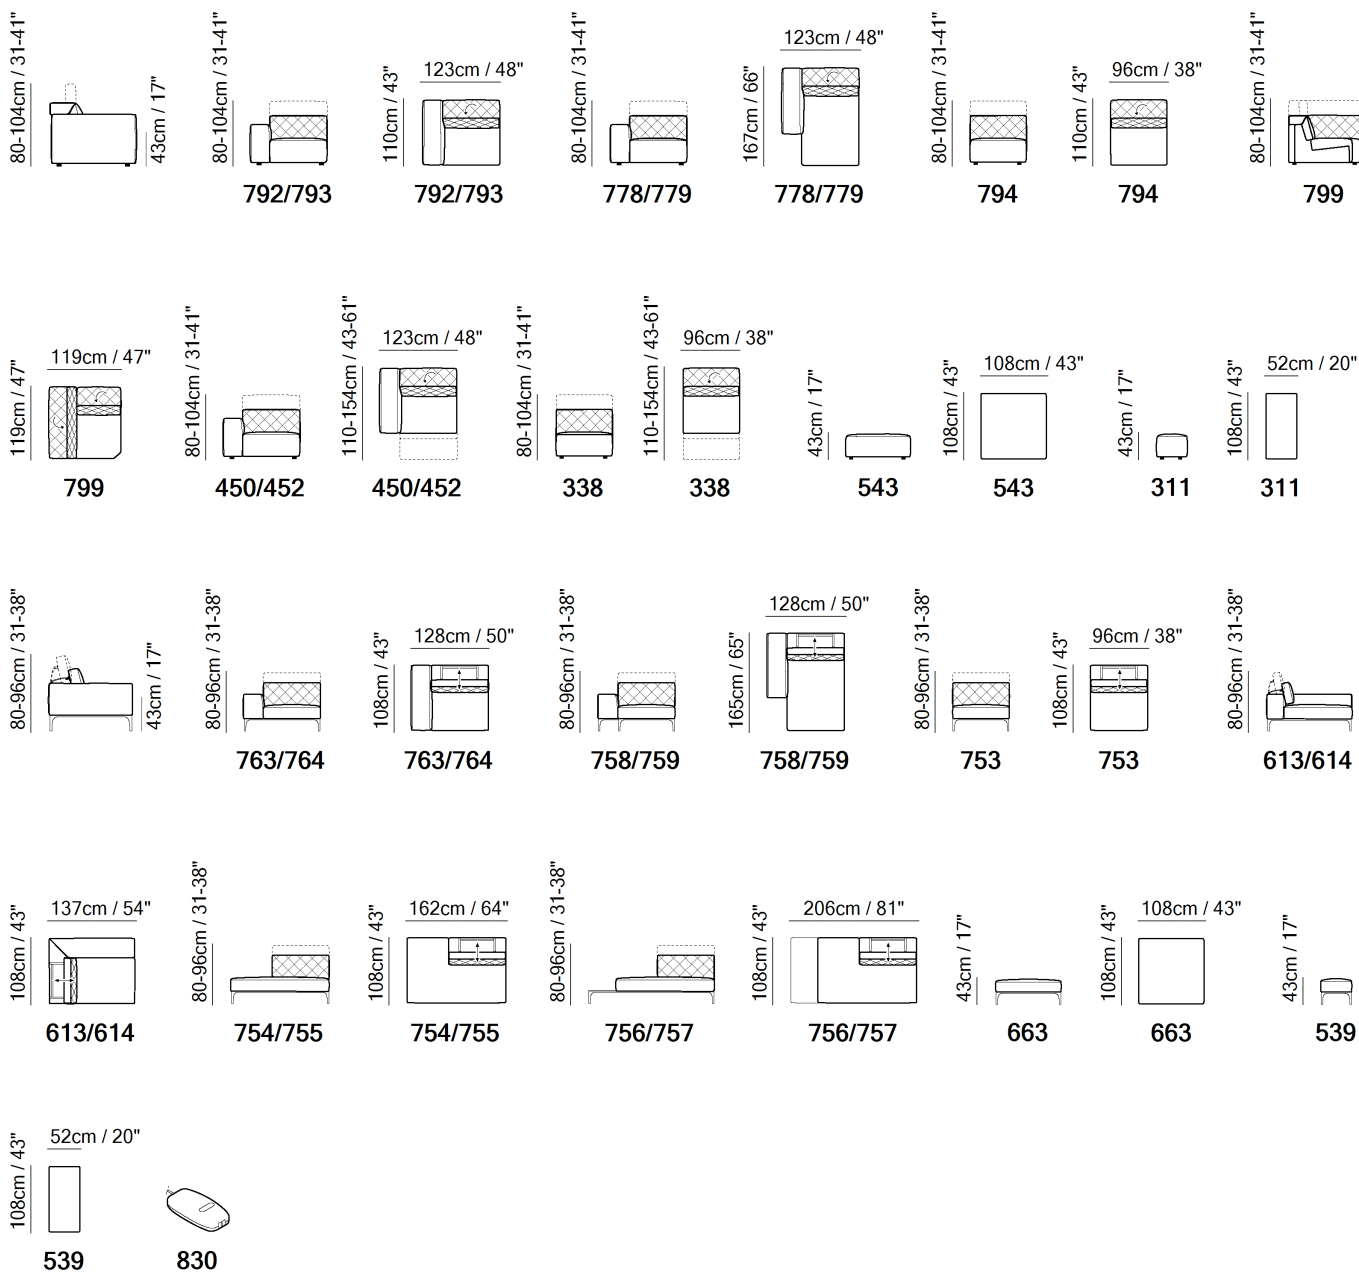 80-104cm / 31-41"
43cm / 17"
80-104cm / 31-41"
792/793
110cm / 43"
123cm / 48"
792/793
80-104cm / 31-41"
778/779
167cm / 66"
123cm / 48"
778/779
80-104cm / 31-41"
794
110cm / 43"
96cm / 38"
794
80-104cm / 31-41"
799
119cm / 47"
119cm / 47"
799
80-104cm / 31-41"
450/452
110-154cm / 43-61"
123cm / 48"
450/452
80-104cm / 31-41"
338
110-154cm / 43-61"
96cm / 38"
338
43cm / 17"
543
108cm / 43"
108cm / 43"
543
43cm / 17"
311
108cm / 43"
52cm / 20"
311
80-96cm / 31-38"
43cm / 17"
80-96cm / 31-38"
763/764
108cm / 43"
128cm / 50"
763/764
80-96cm / 31-38"
758/759
165cm / 65"
128cm / 50"
758/759
80-96cm / 31-38"
753
108cm / 43"
96cm / 38"
753
80-96cm / 31-38"
613/614
108cm / 43"
137cm / 54"
613/614
80-96cm / 31-38"
754/755
108cm / 43"
162cm / 64"
754/755
80-96cm / 31-38"
756/757
108cm / 43"
206cm / 81"
756/757
43cm / 17"
663
108cm / 43"
108cm / 43"
663
43cm / 17"
539
108cm / 43"
52cm / 20"
539
830